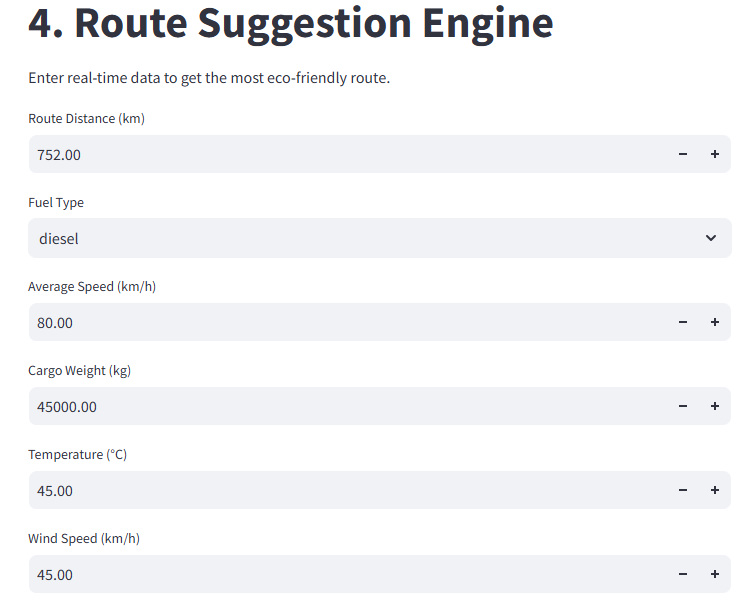 4. Route Suggestion Engine
Enter real-time data to get the most eco-friendly route.
Route Distance (km)
752.00
Fuel Type
diesel
Average Speed (km/h)
80.00
Cargo Weight (kg)
45000.00
Temperature (°C)
45.00
Wind Speed (km/h)
45.00